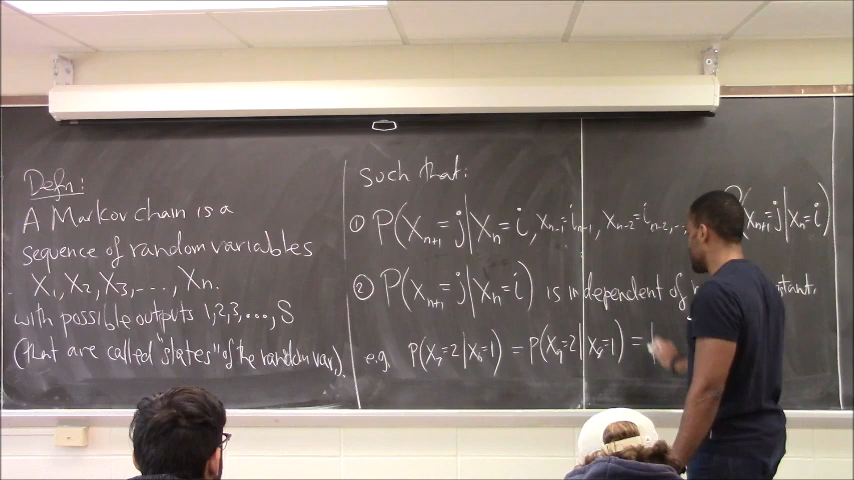 Defn:
A Markov chain is a
sequence of random variables
X₁, X₂, X₃, ..., Xₙ.
with possible outputs 1,2,3,...,S
(that are called "states" of the random var).
Such that:
① P(Xₙ₊₁=j|Xₙ=i, Xₙ₋₁=iₙ₋₁, Xₙ₋₂=iₙ₋₂,... P(Xₙ₊₁=j|Xₙ=i)
② P(Xₙ₊₁=j|Xₙ=i) is independent of
e.g. P(X₇=2|X₆=1) = P(X₉=2|X₈=1) =